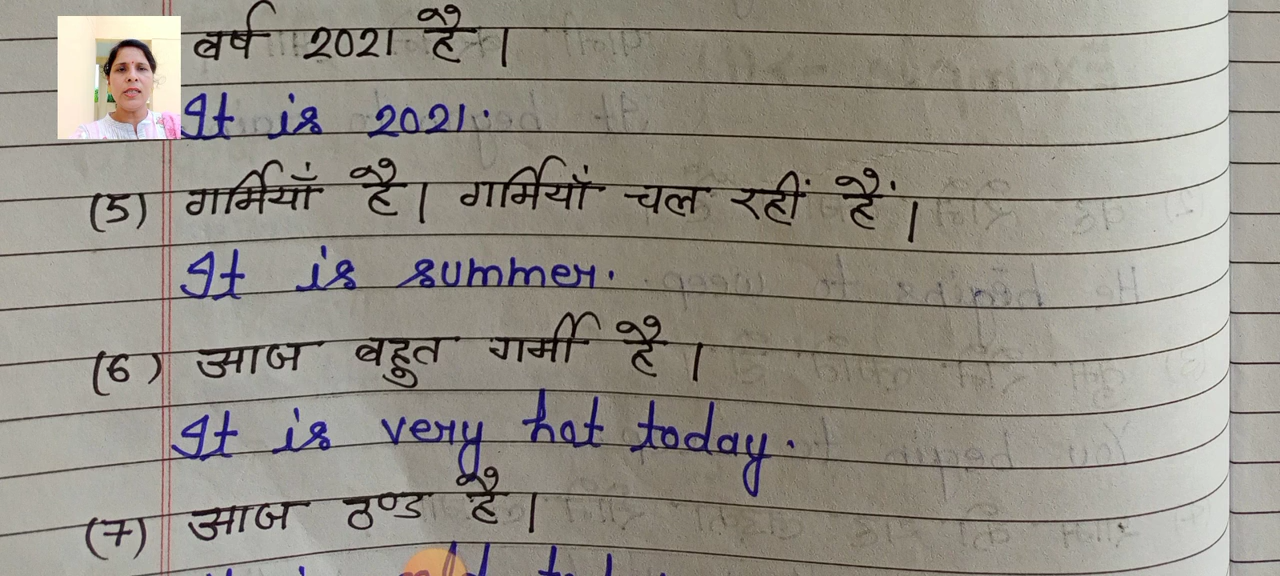 वर्ष 2021 है।
It is 2021.
(5) गर्मियाँ है। गर्मियाँ चल रहीं हैं।
It is summer.
(6) आज बहुत गर्मी है।
It is very hot today.
(7) आज ठण्ड है।